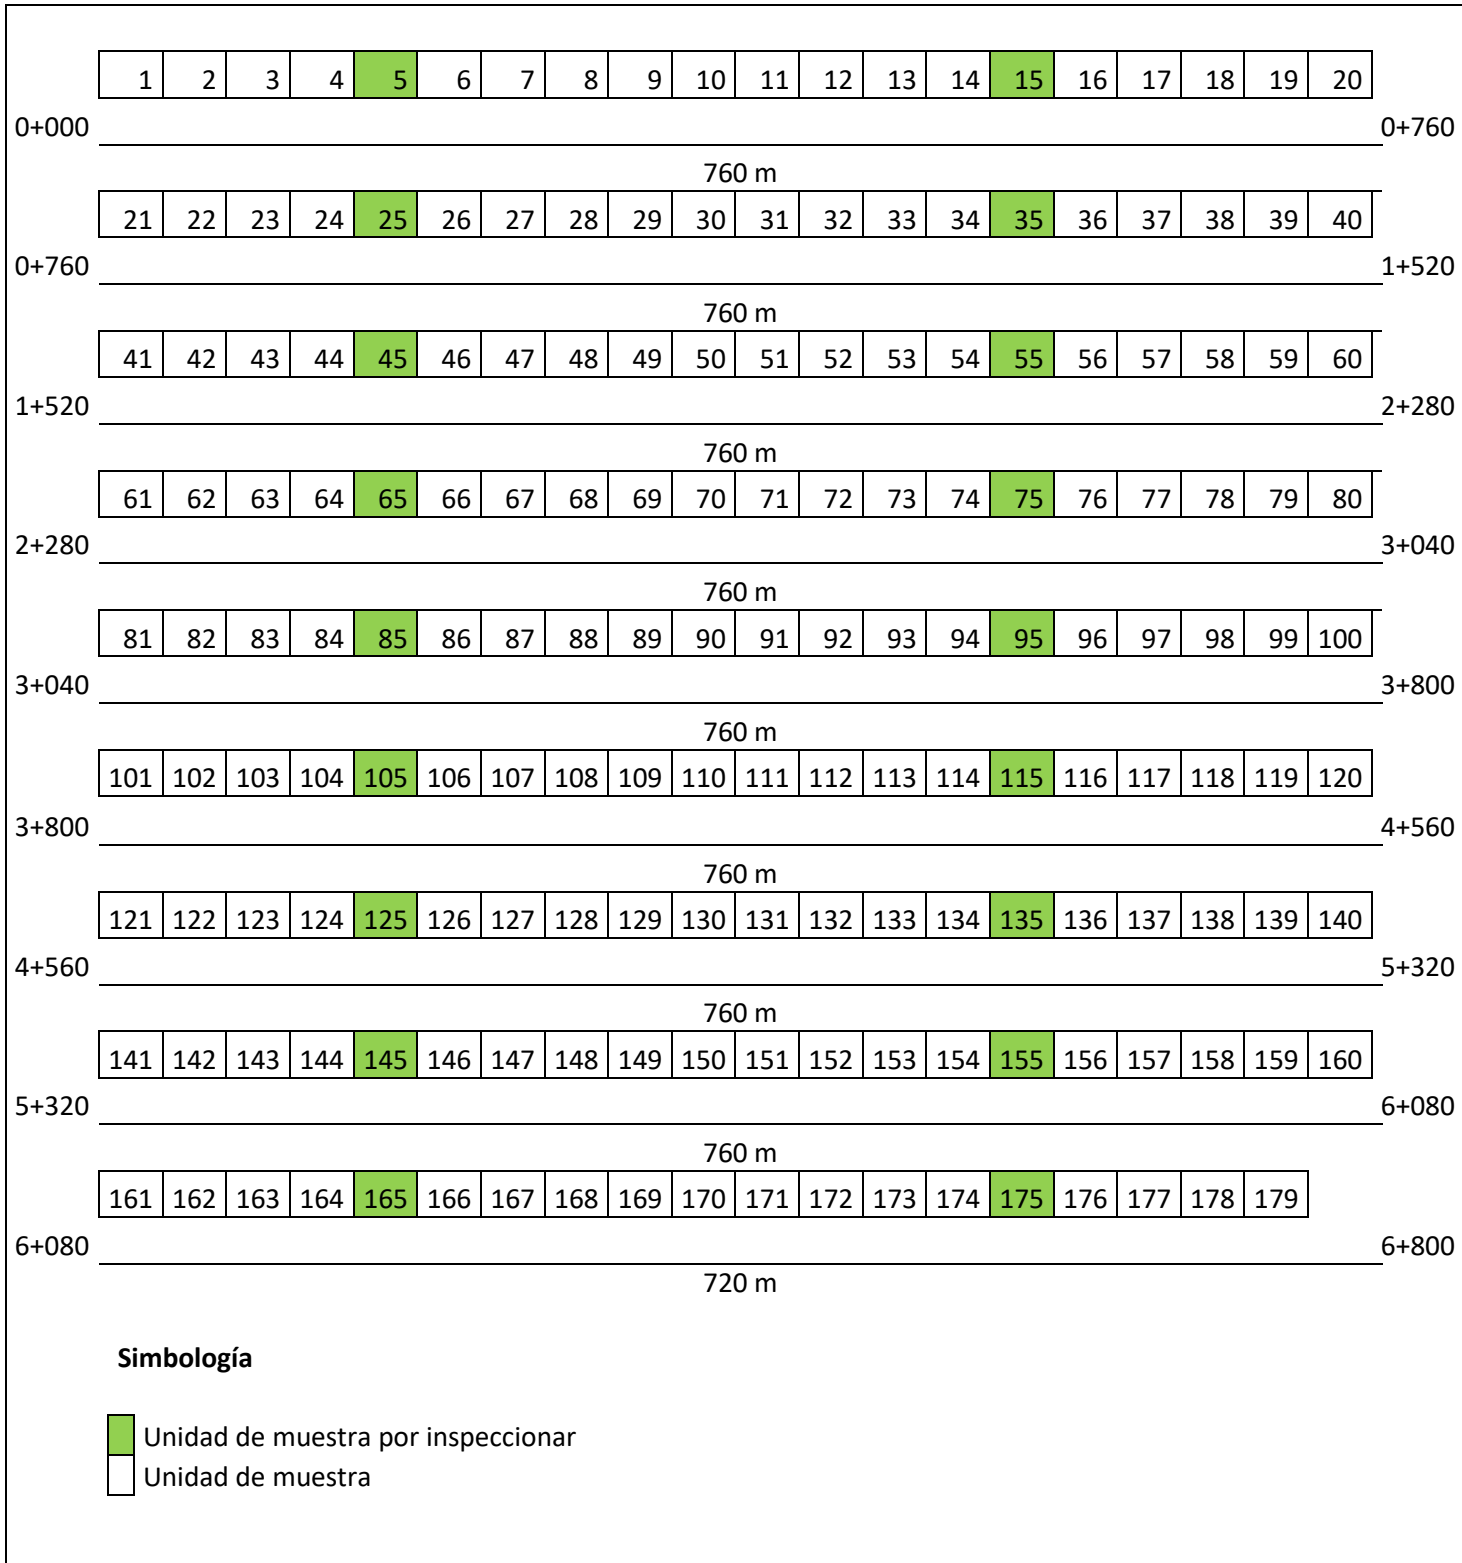 1 2 3 4 5 6 7 8 9 10 11 12 13 14 15 16 17 18 19 20
0+000 0+760
760 m
21 22 23 24 25 26 27 28 29 30 31 32 33 34 35 36 37 38 39 40
0+760 1+520
760 m
41 42 43 44 45 46 47 48 49 50 51 52 53 54 55 56 57 58 59 60
1+520 2+280
760 m
61 62 63 64 65 66 67 68 69 70 71 72 73 74 75 76 77 78 79 80
2+280 3+040
760 m
81 82 83 84 85 86 87 88 89 90 91 92 93 94 95 96 97 98 99 100
3+040 3+800
760 m
101 102 103 104 105 106 107 108 109 110 111 112 113 114 115 116 117 118 119 120
3+800 4+560
760 m
121 122 123 124 125 126 127 128 129 130 131 132 133 134 135 136 137 138 139 140
4+560 5+320
760 m
141 142 143 144 145 146 147 148 149 150 151 152 153 154 155 156 157 158 159 160
5+320 6+080
760 m
161 162 163 164 165 166 167 168 169 170 171 172 173 174 175 176 177 178 179
6+080 6+800
720 m
Simbología
Unidad de muestra por inspeccionar
Unidad de muestra